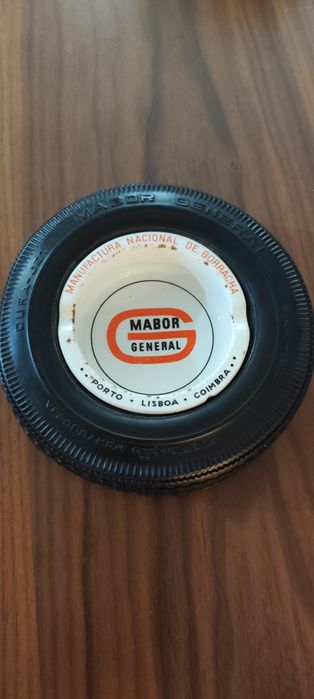 MABOR GENERAL
MANUFACTURA NACIONAL DE BORRACHA
MABOR
GENERAL
•• PORTO • LISBOA • COIMBRA ••